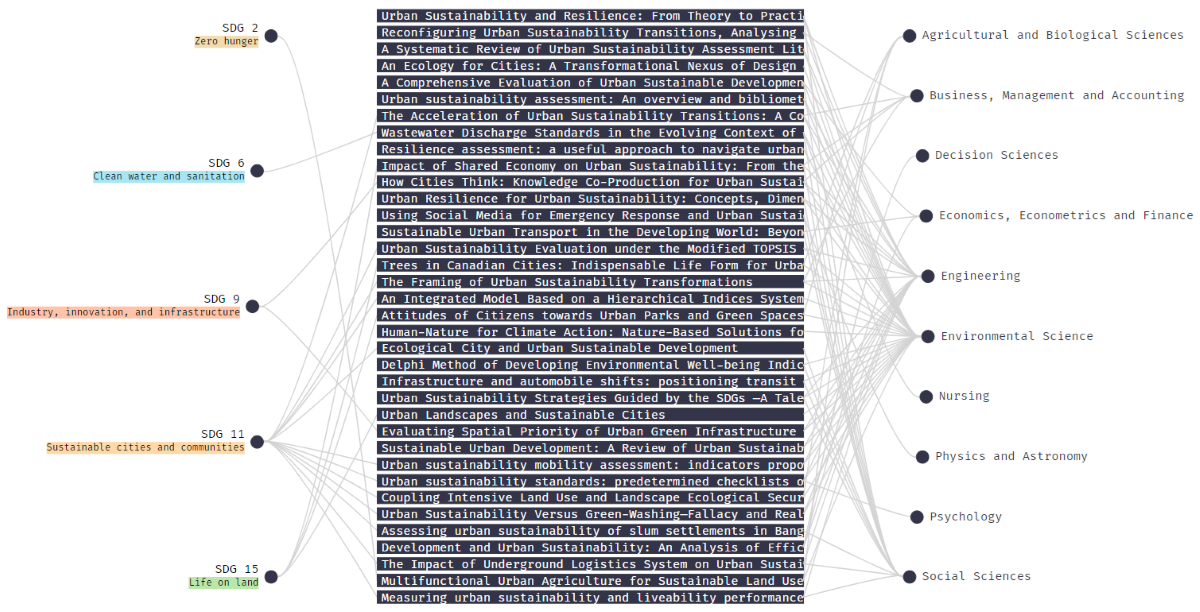 SDG 2
Zero hunger
SDG 6
Clean water and sanitation
SDG 9
Industry, innovation, and infrastructure
SDG 11
Sustainable cities and communities
SDG 15
Life on land
Urban Sustainability and Resilience: From Theory to Practi
Reconfiguring Urban Sustainability Transitions, Analysing
A Systematic Review of Urban Sustainability Assessment Lit
An Ecology for Cities: A Transformational Nexus of Design
A Comprehensive Evaluation of Urban Sustainable Developmen
Urban sustainability assessment: An overview and bibliomet
The Acceleration of Urban Sustainability Transitions: A Co
Wastewater Discharge Standards in the Evolving Context of
Resilience assessment: a useful approach to navigate urban
Impact of Shared Economy on Urban Sustainability: From the
How Cities Think: Knowledge Co-Production for Urban Sustai
Urban Resilience for Urban Sustainability: Concepts, Dimen
Using Social Media for Emergency Response and Urban Sustai
Sustainable Urban Transport in the Developing World: Beyon
Urban Sustainability Evaluation under the Modified TOPSIS
Trees in Canadian Cities: Indispensable Life Form for Urba
The Framing of Urban Sustainability Transformations
An Integrated Model Based on a Hierarchical Indices System
Attitudes of Citizens towards Urban Parks and Green Spaces
Human-Nature for Climate Action: Nature-Based Solutions fo
Ecological City and Urban Sustainable Development
Delphi Method of Developing Environmental Well-being Indic
Infrastructure and automobile shifts: positioning transit
Urban Sustainability Strategies Guided by the SDGs —A Tale
Urban Landscapes and Sustainable Cities
Evaluating Spatial Priority of Urban Green Infrastructure
Sustainable Urban Development: A Review of Urban Sustainab
Urban sustainability mobility assessment: indicators propo
Urban sustainability standards: predetermined checklists o
Coupling Intensive Land Use and Landscape Ecological Secur
Urban Sustainability Versus Green-Washing—Fallacy and Real
Assessing urban sustainability of slum settlements in Bang
Development and Urban Sustainability: An Analysis of Effic
The Impact of Underground Logistics System on Urban Sustai
Multifunctional Urban Agriculture for Sustainable Land Use
Measuring urban sustainability and liveability performance
Agricultural and Biological Sciences
Business, Management and Accounting
Decision Sciences
Economics, Econometrics and Finance
Engineering
Environmental Science
Nursing
Physics and Astronomy
Psychology
Social Sciences